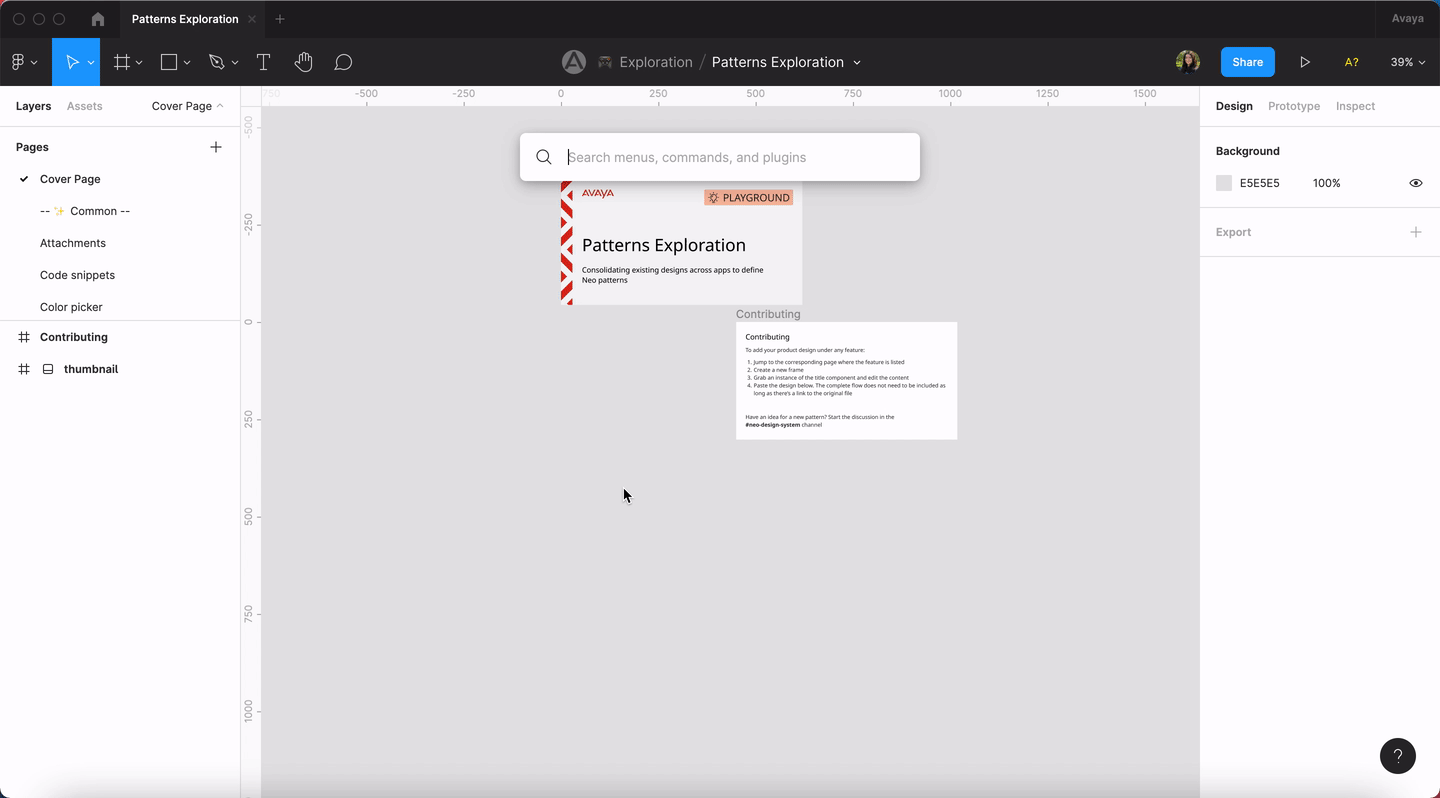 Patterns Exploration
Avaya
Exploration / Patterns Exploration
Share
A?
39%
Layers
Assets
Cover Page
Pages
Cover Page
-- ✨ Common --
Attachments
Code snippets
Color picker
Contributing
thumbnail
-750
-500
-250
0
250
500
750
1000
1250
1500
-500
-250
0
250
500
750
1000
Search menus, commands, and plugins
AVAYA
PLAYGROUND
Patterns Exploration
Consolidating existing designs across apps to define
Neo patterns
Contributing
Contributing
To add your product design under any feature:
1. Jump to the corresponding page where the feature is listed
2. Create a new frame
3. Grab an instance of the title component and edit the content
4. Paste the design below. The complete flow does not need to be included as
long as there's a link to the original file
Have an idea for a new pattern? Start the discussion in the
#neo-design-system channel
Design
Prototype
Inspect
Background
E5E5E5
100%
Export
?